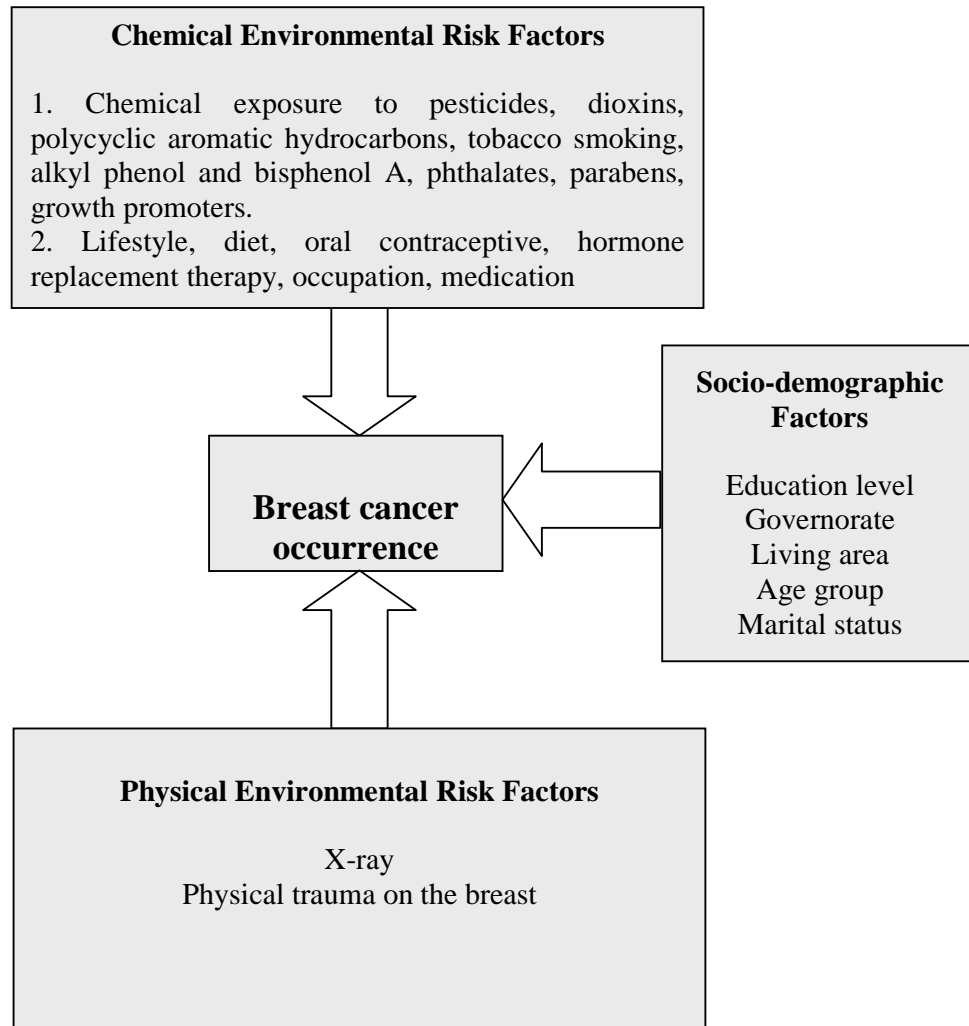 Chemical Environmental Risk Factors
1. Chemical exposure to pesticides, dioxins,
polycyclic aromatic hydrocarbons, tobacco smoking,
alkyl phenol and bisphenol A, phthalates, parabens,
growth promoters.
2. Lifestyle, diet, oral contraceptive, hormone
replacement therapy, occupation, medication
Socio-demographic
Factors
Education level
Governorate
Living area
Age group
Marital status
Breast cancer
occurrence
Physical Environmental Risk Factors
X-ray
Physical trauma on the breast